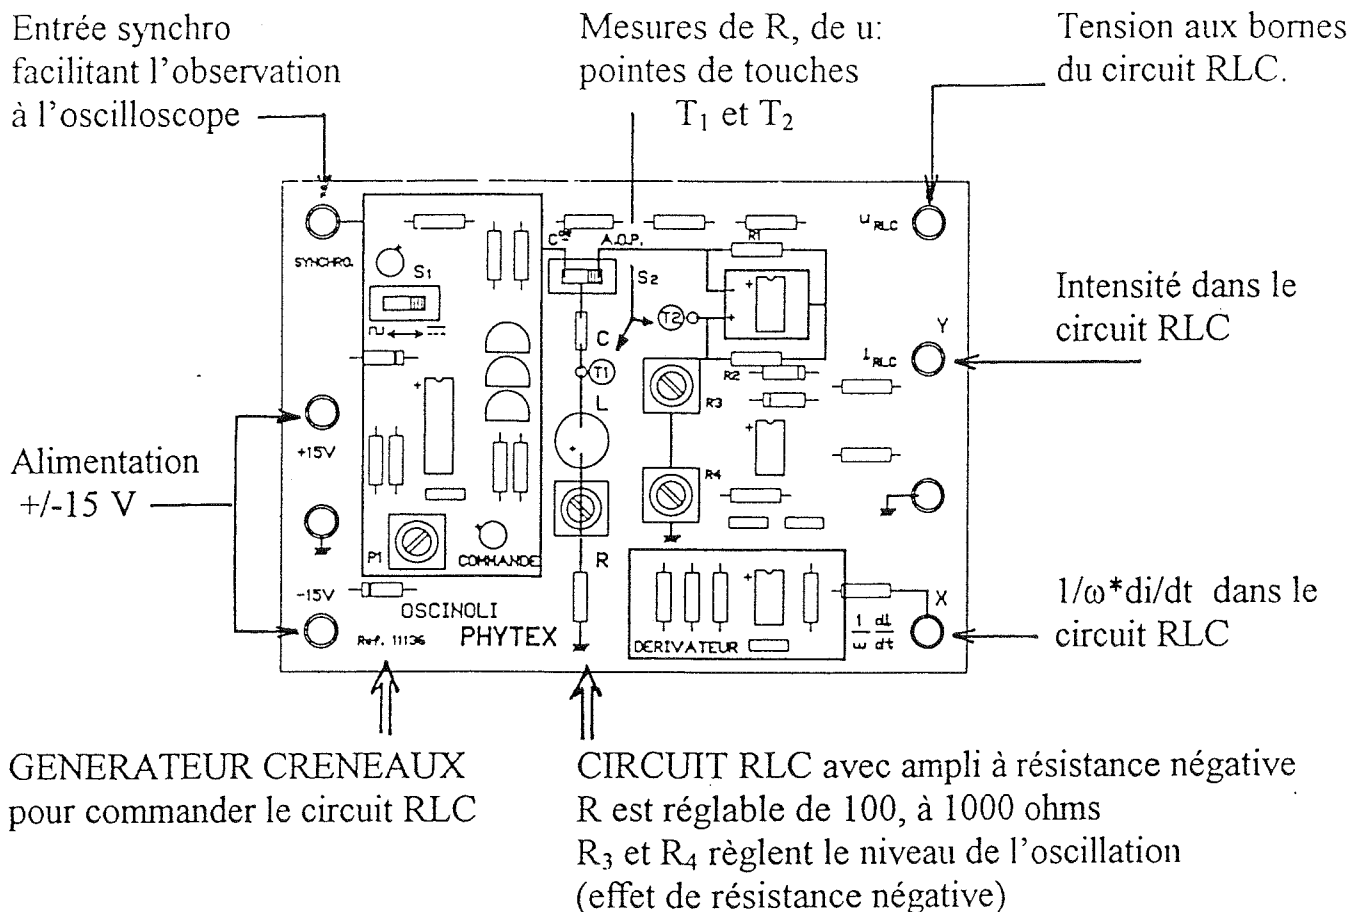 Entrée synchro
facilitant l'observation
à l'oscilloscope
Mesures de R, de u:
pointes de touches
T₁ et T₂
Tension aux bornes
du circuit RLC.
SYNCHRO.
S1
A.O.P.
S2
R1
U RLC
T2
C
T1
L
R2
R3
R4
Y
I RLC
Intensité dans le
circuit RLC
+15V
Alimentation
+/-15 V
P1
COMMANDE
R
-15V
OSCINOLI
Ref. 11136
PHYTEX
DERIVATEUR
1/ω dI/dt
X
1/ω*di/dt dans le
circuit RLC
GENERATEUR CRENEAUX
pour commander le circuit RLC
CIRCUIT RLC avec ampli à résistance négative
R est réglable de 100, à 1000 ohms
R₃ et R₄ règlent le niveau de l'oscillation
(effet de résistance négative)